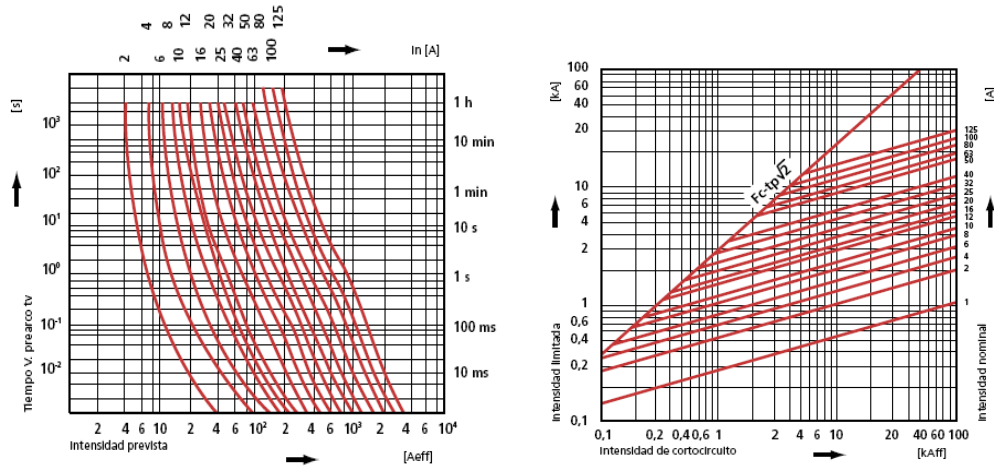 4 8 12 20 32 50 80 125
2 6 10 16 25 40 63 100
In [A]
[s]
10³
10²
10¹
10⁰
10⁻¹
10⁻²
Tiempo V. prearco tv
1 h
10 min
1 min
10 s
1 s
100 ms
10 ms
2 4 6 10 2 4 6 10² 2 4 6 10³ 2 4 6 10⁴
Intensidad prevista
[Aeff]
[kA]
100
60
40
20
10
6
4
2
1
0,6
0,4
0,2
0,1
Intensidad limitada
Fc-tp√2
[A]
125
100
80
63
50
40
32
25
20
16
12
10
8
6
4
2
1
Intensidad nominal
0,1 0,2 0,4 0,6 1 2 4 6 10 20 40 60 100
Intensidad de cortocircuito
[kAff]